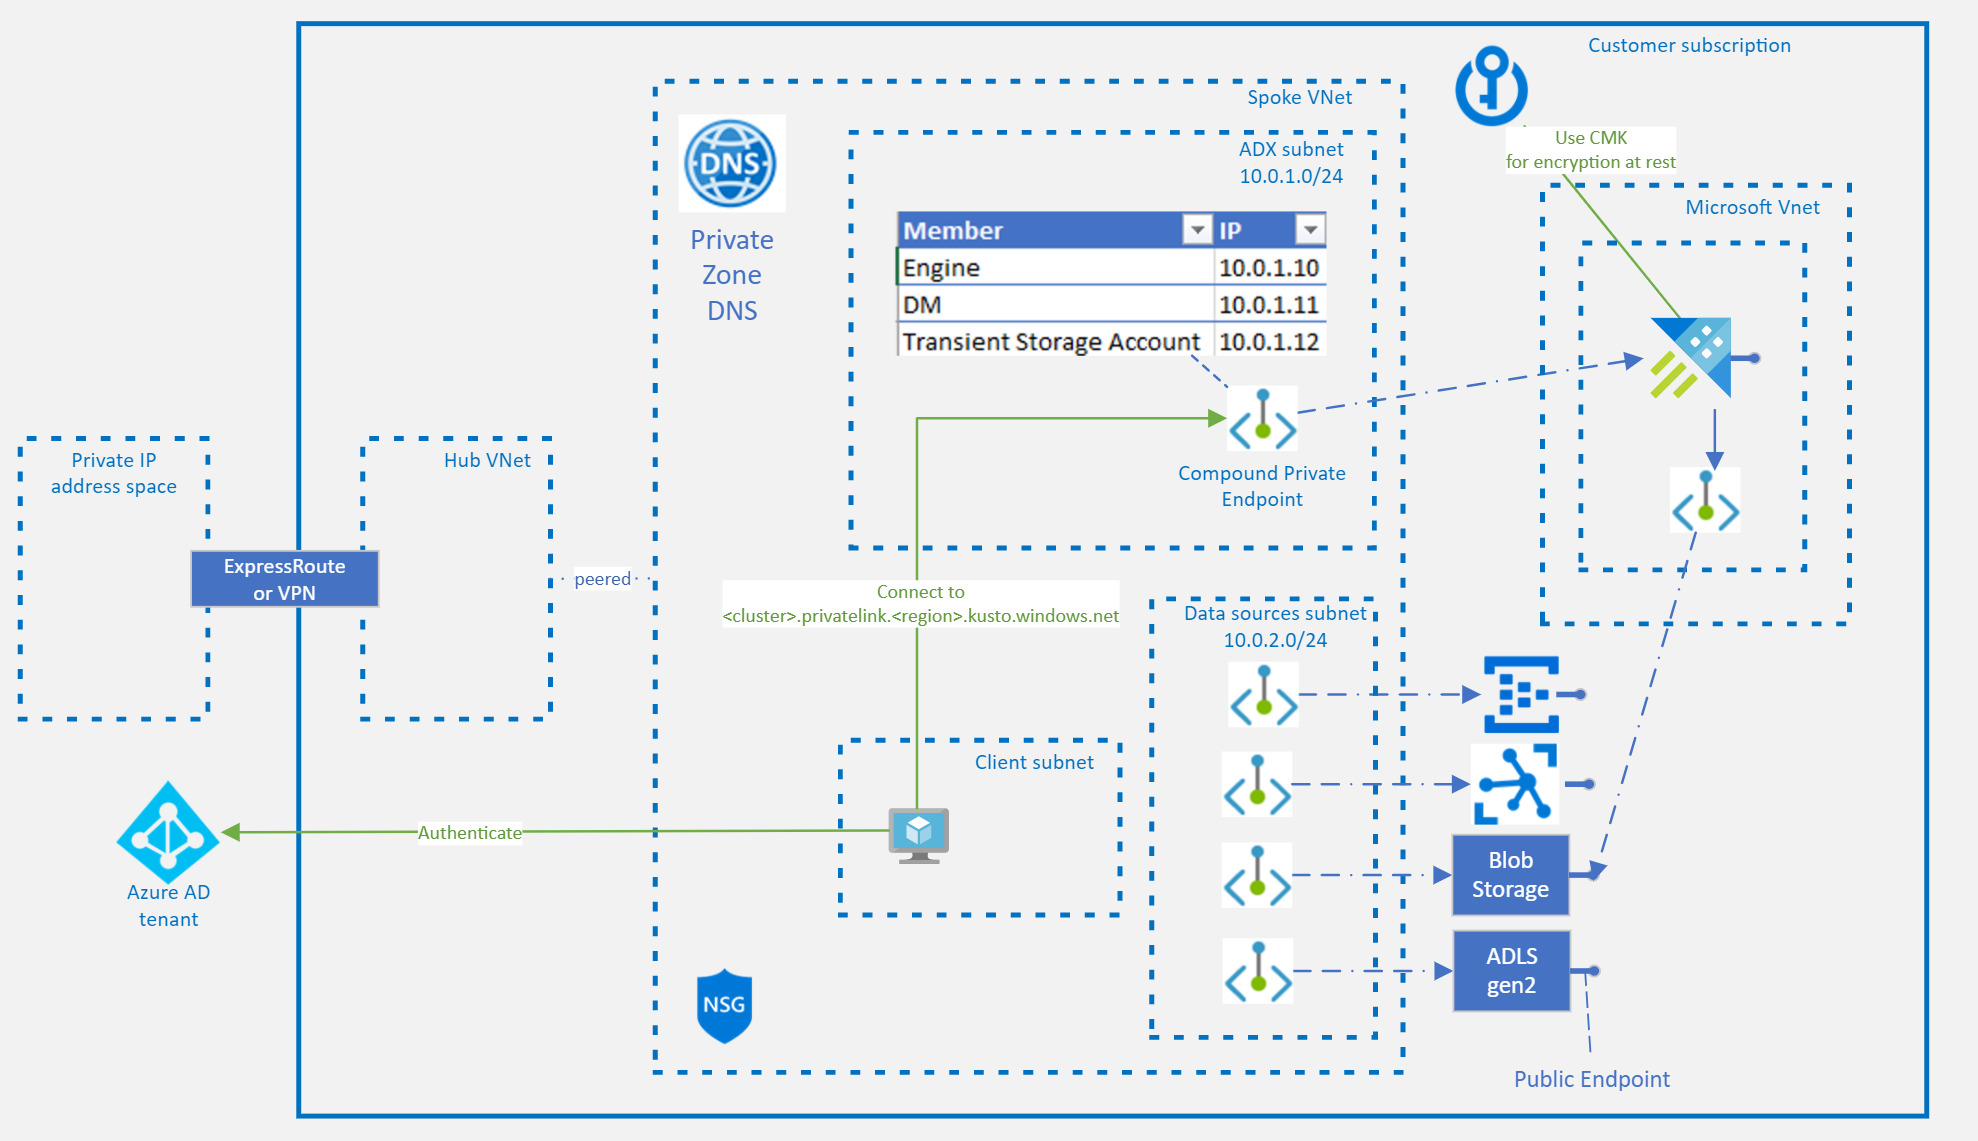 Customer subscription
Spoke VNet
Use CMK
for encryption at rest
DNS
Private
Zone
DNS
ADX subnet
10.0.1.0/24
Microsoft Vnet
Member IP
Engine 10.0.1.10
DM 10.0.1.11
Transient Storage Account 10.0.1.12
Compound Private
Endpoint
Private IP
address space
Hub VNet
ExpressRoute
or VPN
peered
Connect to
<cluster>.privatelink.<region>.kusto.windows.net
Data sources subnet
10.0.2.0/24
Client subnet
Authenticate
Azure AD
tenant
Blob
Storage
ADLS
gen2
NSG
Public Endpoint